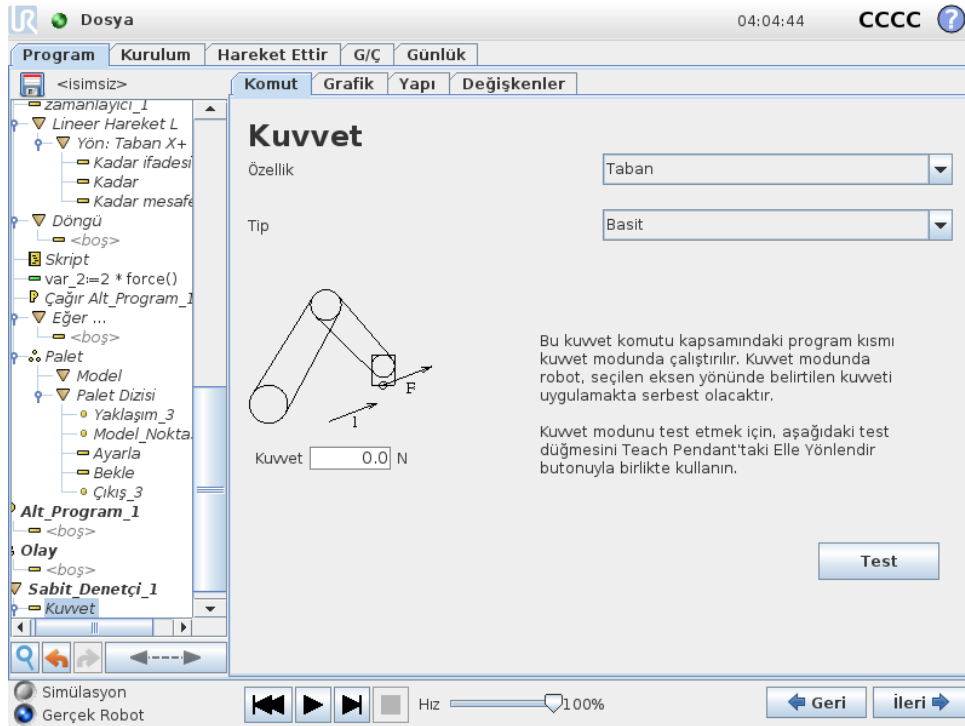 UR Dosya 04:04:44 CCCC ?
Program Kurulum Hareket Ettir G/Ç Günlük
<isimsiz>
Komut Grafik Yapı Değişkenler
zamanlayıcı_1
Lineer Hareket L
Yön: Taban X+
Kadar ifadesi
Kadar
Kadar mesafe
Döngü
<boş>
Skript
var_2:=2 * force()
Çağır Alt_Program_1
Eğer ...
<boş>
Palet
Model
Palet Dizisi
Yaklaşım_3
Model_Nokta
Ayarla
Bekle
Çıkış_3
Alt_Program_1
<boş>
Olay
<boş>
Sabit_Denetçi_1
Kuvvet
Kuvvet
Özellik
Taban
Tip
Basit
F
1
Kuvvet 0.0 N
Bu kuvvet komutu kapsamındaki program kısmı
kuvvet modunda çalıştırılır. Kuvvet modunda
robot, seçilen eksen yönünde belirtilen kuvveti
uygulamakta serbest olacaktır.
Kuvvet modunu test etmek için, aşağıdaki test
düğmesini Teach Pendant'taki Elle Yönlendir
butonuyla birlikte kullanın.
Test
Simülasyon
Gerçek Robot
Hız 100%
Geri
İleri